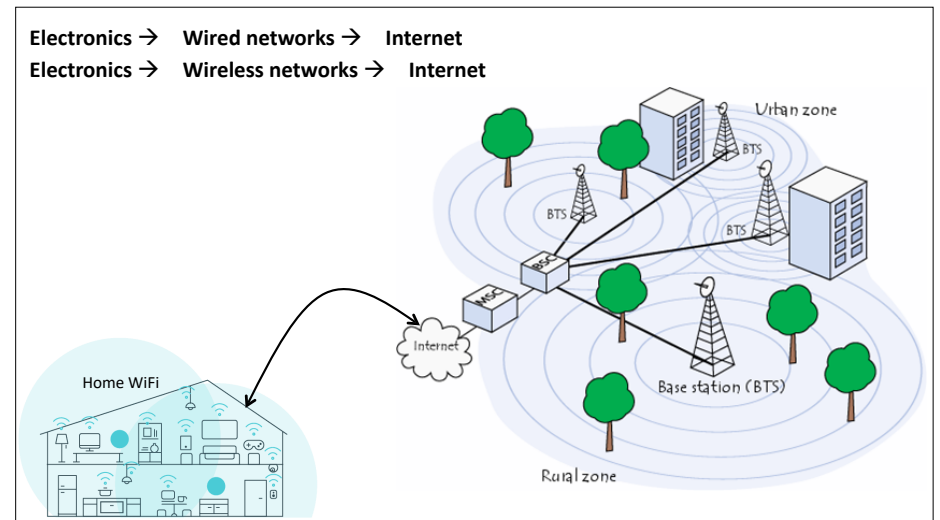 Electronics → Wired networks → Internet
Electronics → Wireless networks → Internet
Urban zone
BTS
BTS
BTS
BSC
MSC
Internet
Home WiFi
Base station (BTS)
Rural zone